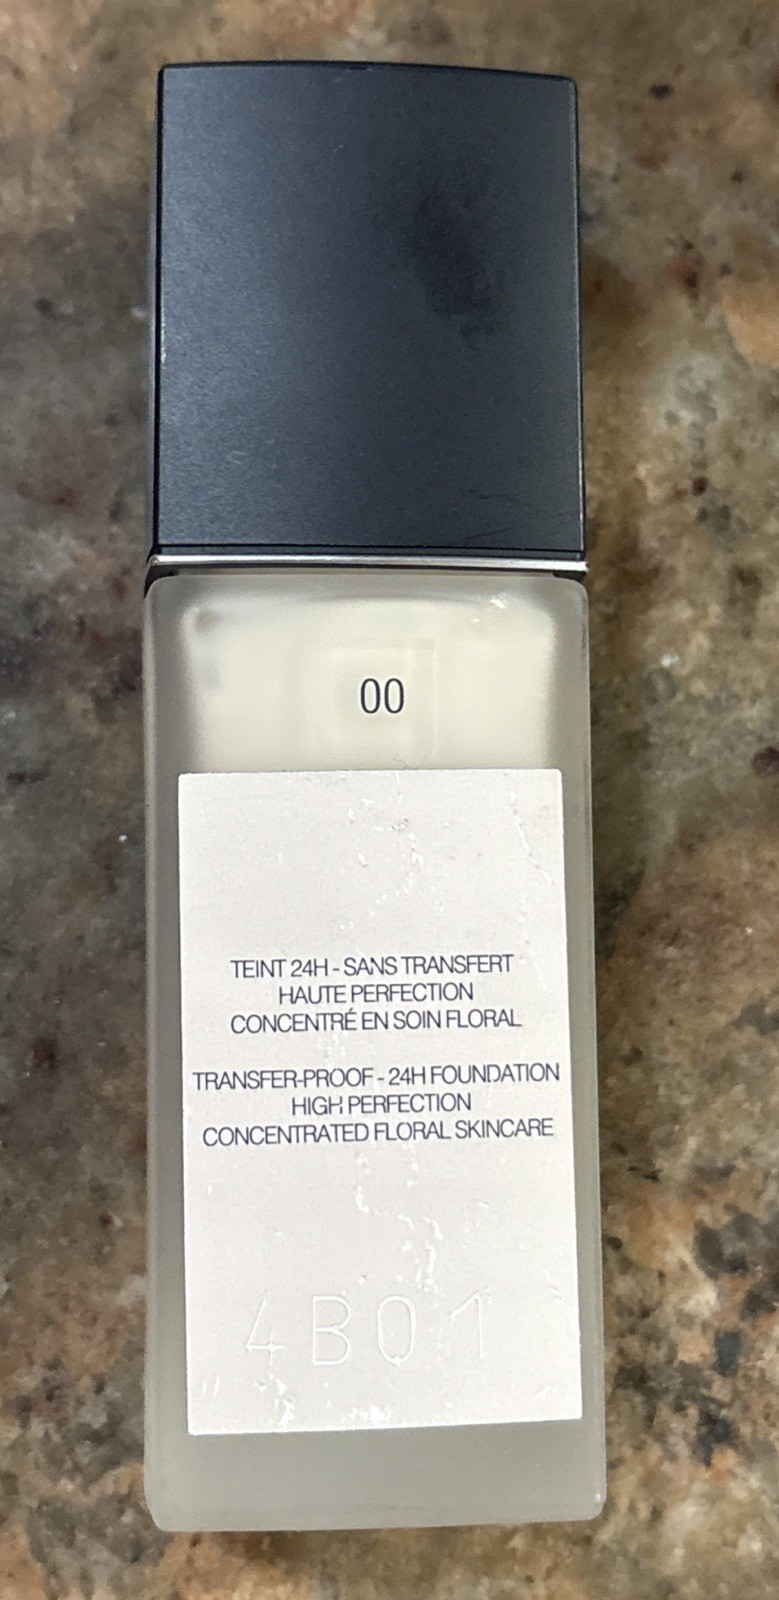 00
TEINT 24H - SANS TRANSFERT
HAUTE PERFECTION
CONCENTRÉ EN SOIN FLORAL
TRANSFER-PROOF - 24H FOUNDATION
HIGH PERFECTION
CONCENTRATED FLORAL SKINCARE
4B01